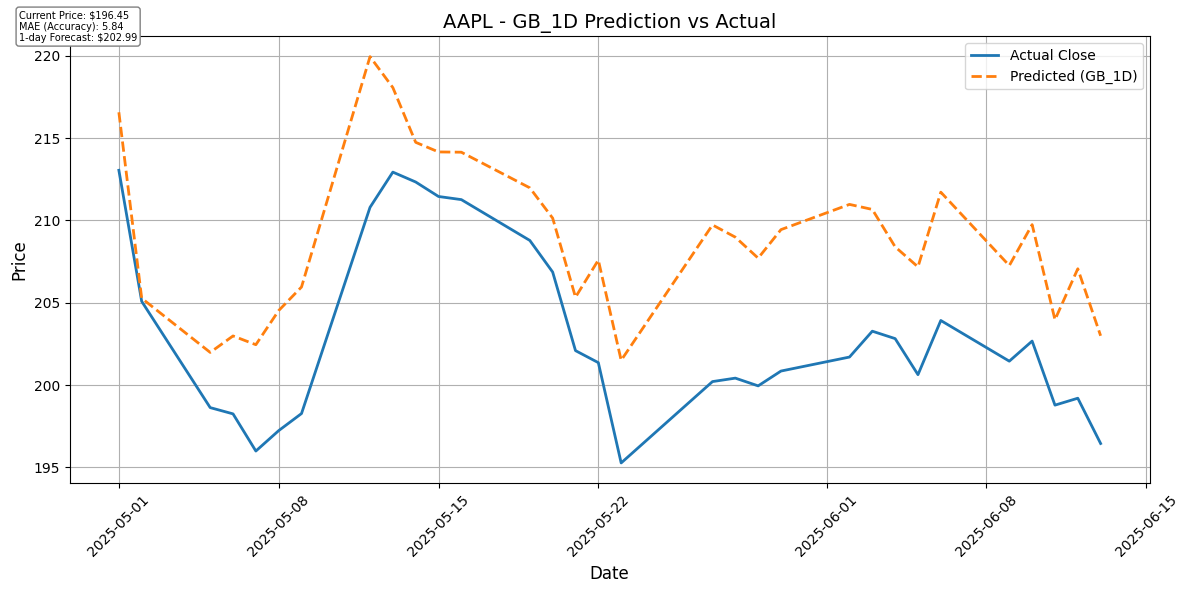 AAPL - GB_1D Prediction vs Actual
Current Price: $196.45
MAE (Accuracy): 5.84
1-day Forecast: $202.99
Actual Close
Predicted (GB_1D)
Price
220
215
210
205
200
195
2025-05-01
2025-05-08
2025-05-15
2025-05-22
2025-06-01
2025-06-08
2025-06-15
Date